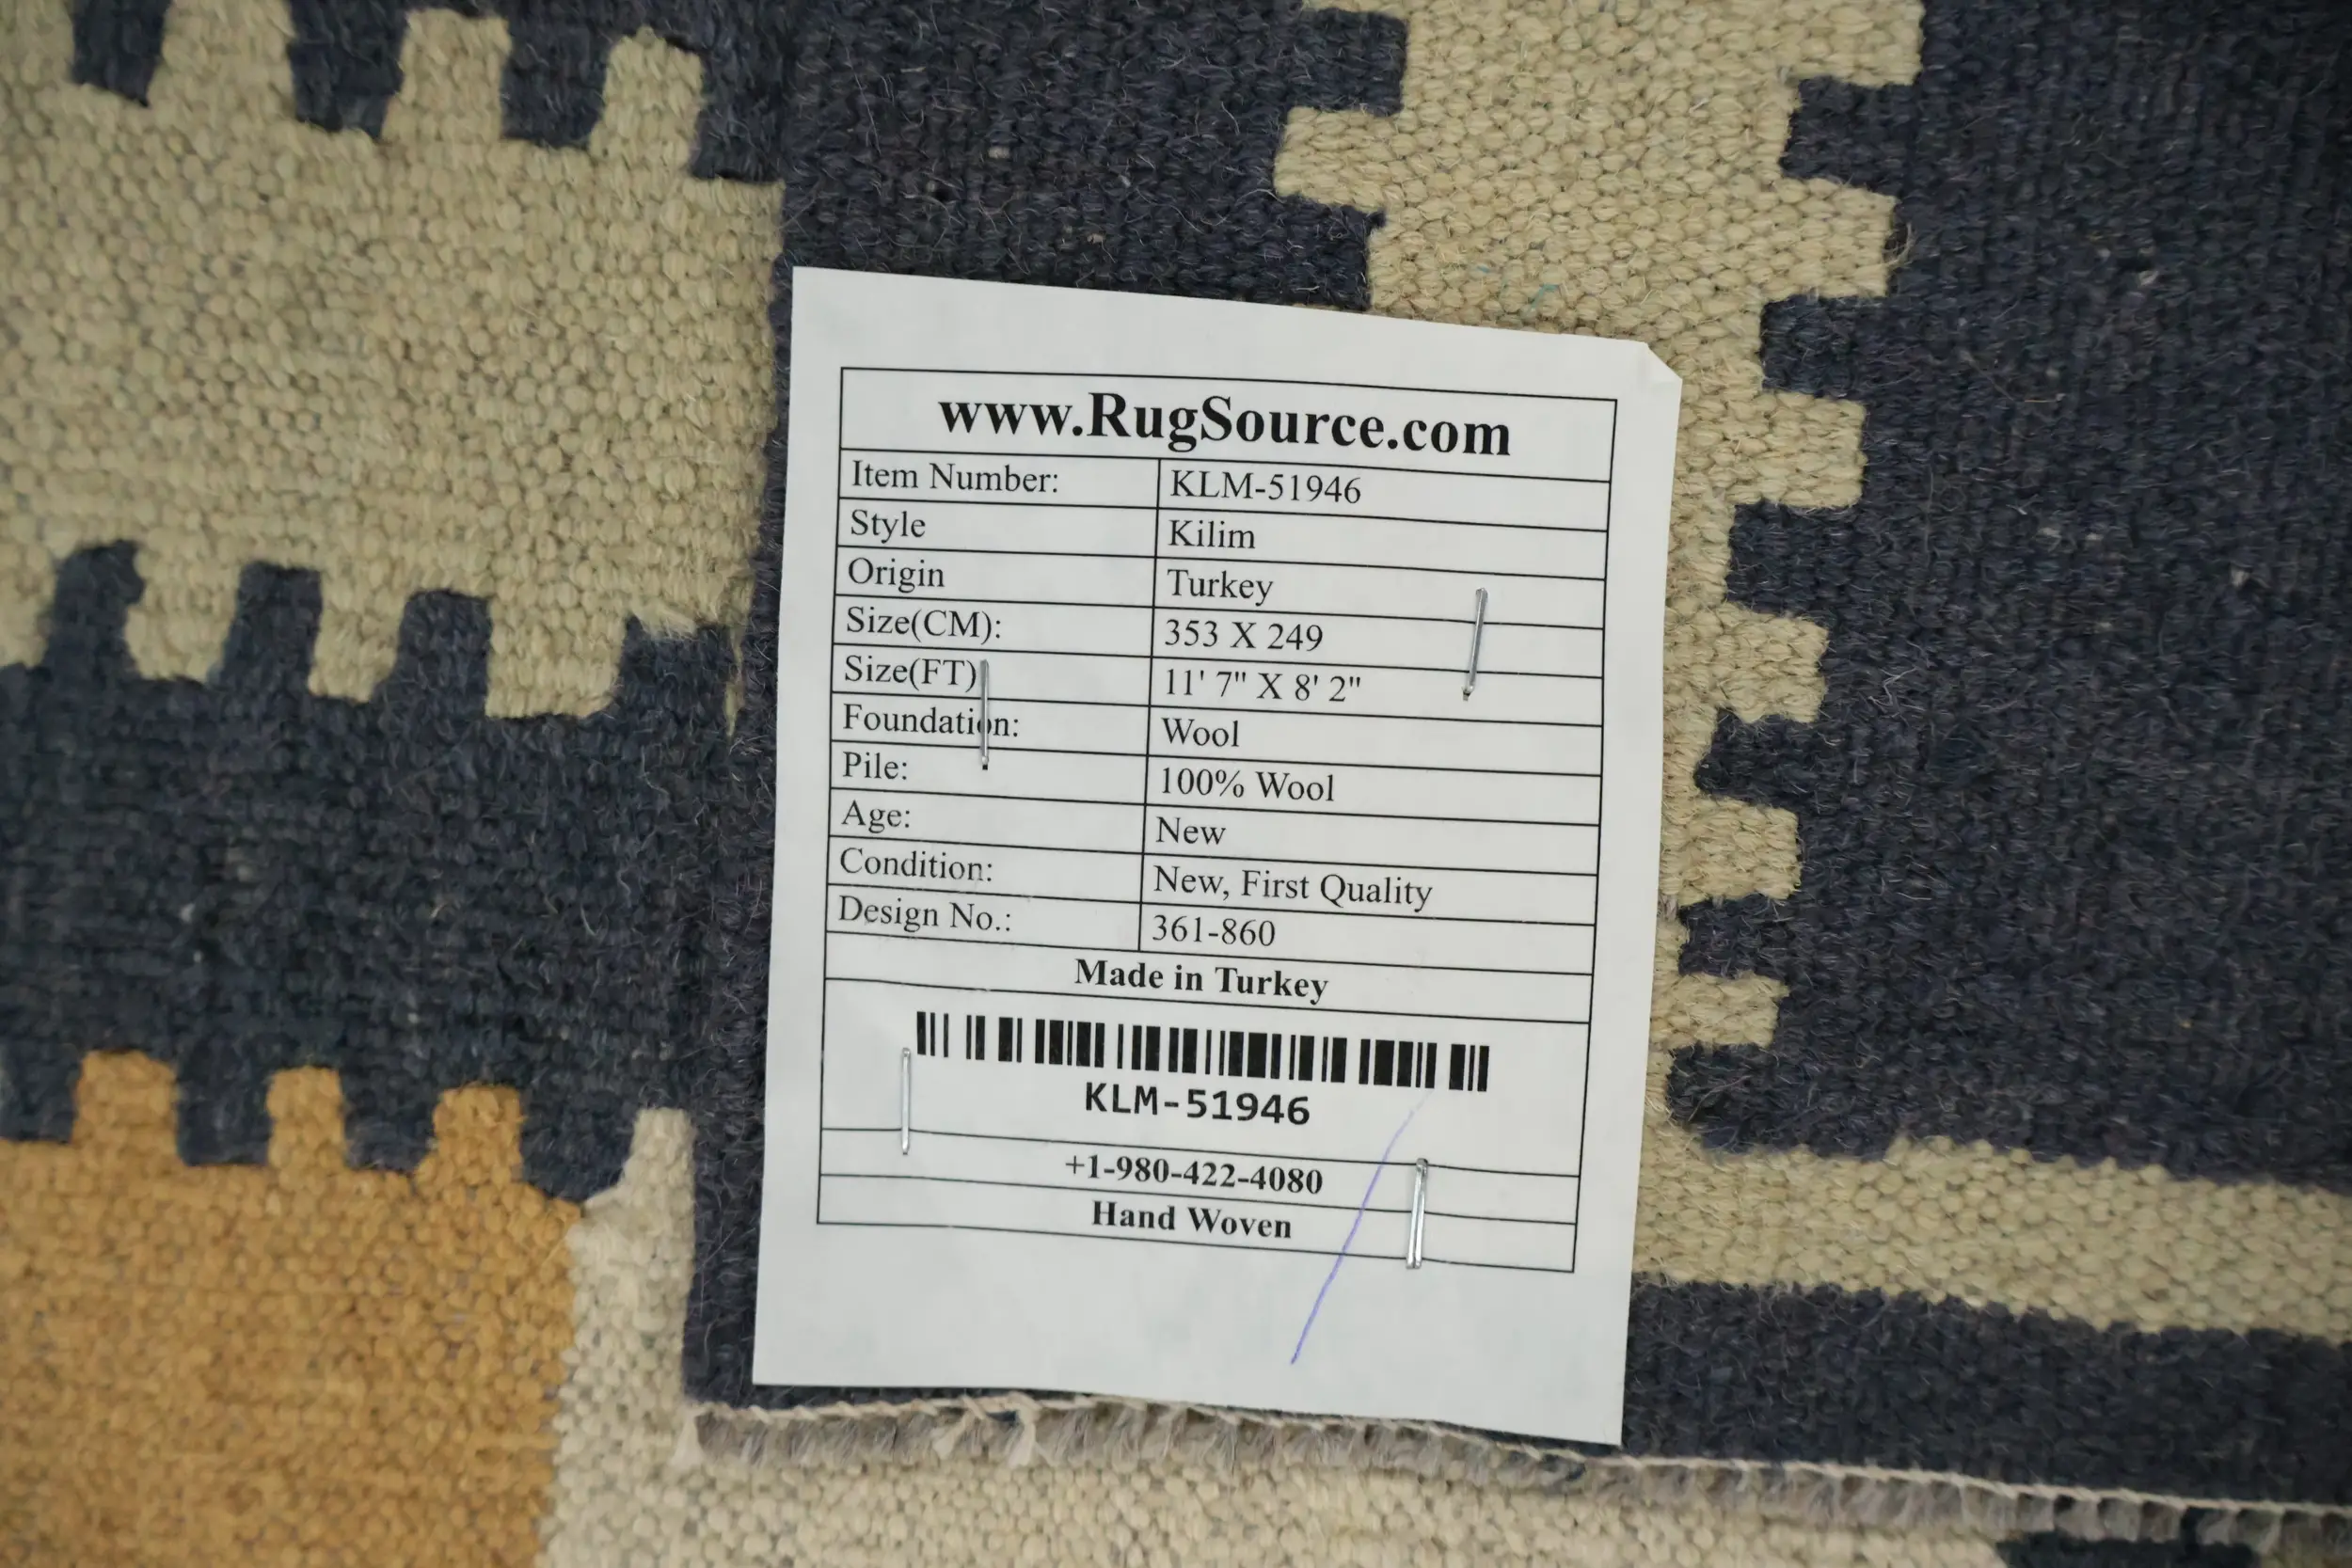 www.RugSource.com
Item Number: KLM-51946
Style Kilim
Origin Turkey
Size(CM): 353 X 249
Size(FT) 11' 7" X 8' 2"
Foundation: Wool
Pile: 100% Wool
Age: New
Condition: New, First Quality
Design No.: 361-860
Made in Turkey
KLM-51946
+1-980-422-4080
Hand Woven